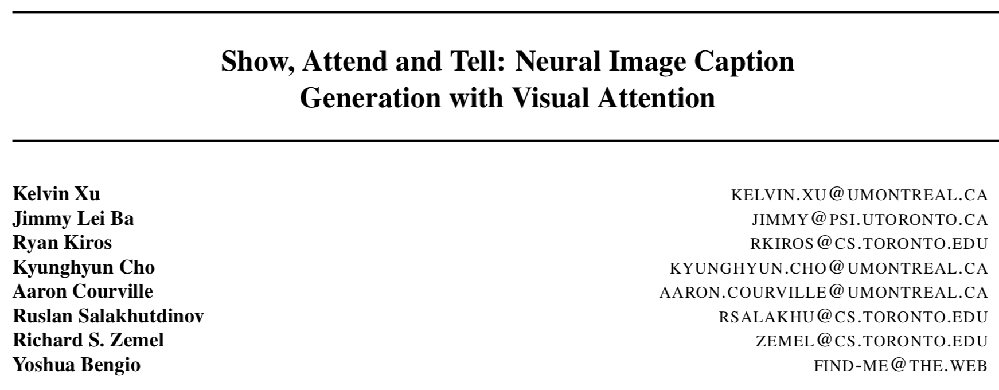 Show, Attend and Tell: Neural Image Caption
Generation with Visual Attention
Kelvin Xu KELVIN.XU@UMONTREAL.CA
Jimmy Lei Ba JIMMY@PSI.UTORONTO.CA
Ryan Kiros RKIROS@CS.TORONTO.EDU
Kyunghyun Cho KYUNGHYUN.CHO@UMONTREAL.CA
Aaron Courville AARON.COURVILLE@UMONTREAL.CA
Ruslan Salakhutdinov RSALAKHU@CS.TORONTO.EDU
Richard S. Zemel ZEMEL@CS.TORONTO.EDU
Yoshua Bengio FIND-ME@THE.WEB